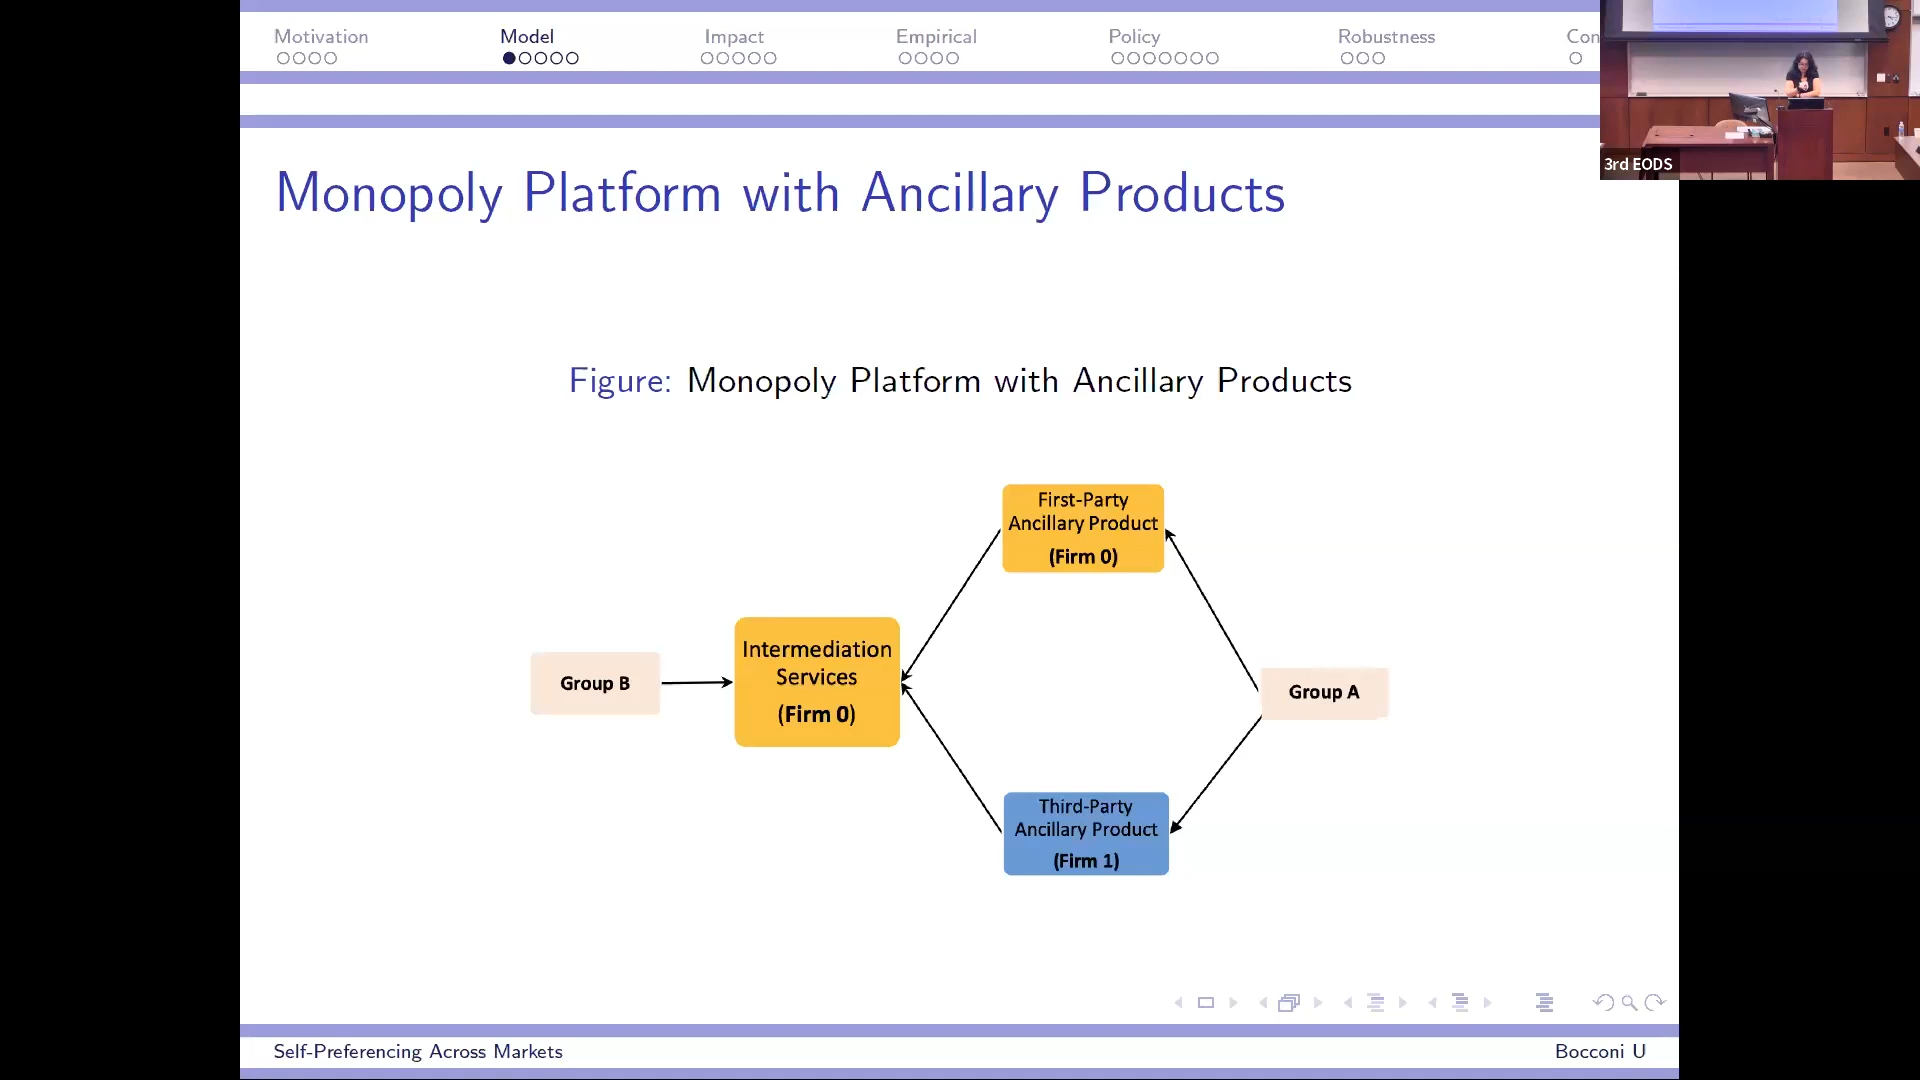 Motivation
Model
Impact
Empirical
Policy
Robustness
Con
3rd EODS
Monopoly Platform with Ancillary Products
Figure: Monopoly Platform with Ancillary Products
First-Party
Ancillary Product
(Firm 0)
Intermediation
Services
(Firm 0)
Group B
Group A
Third-Party
Ancillary Product
(Firm 1)
Self-Preferencing Across Markets
Bocconi U